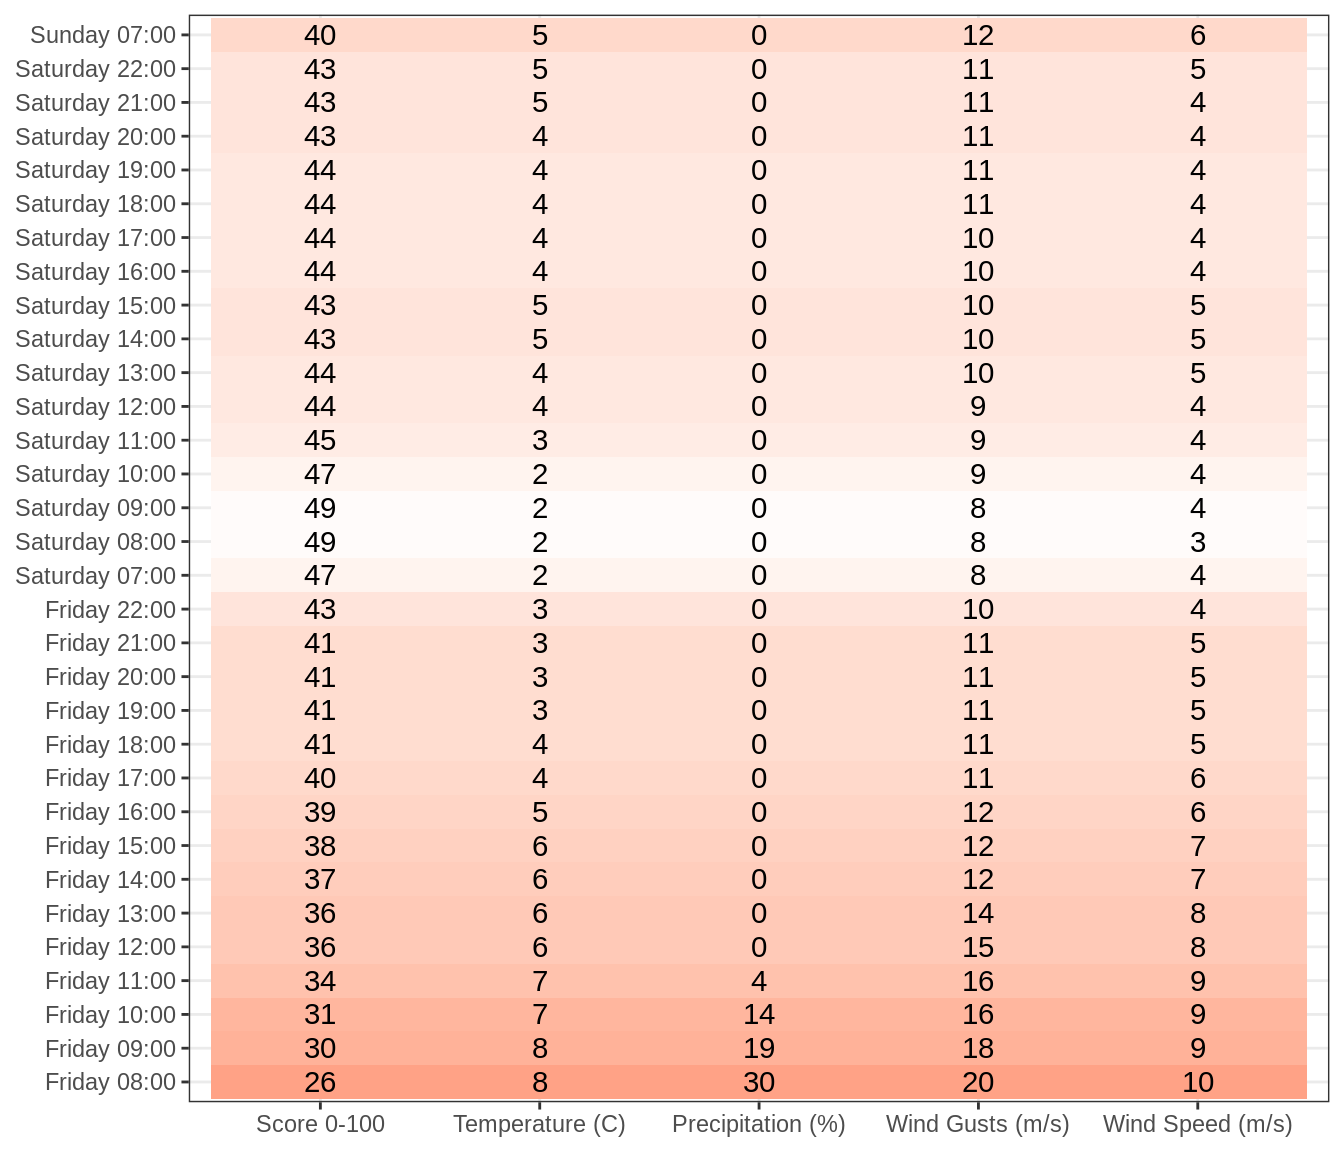 Sunday 07:00 40 5 0 12 6
Saturday 22:00 43 5 0 11 5
Saturday 21:00 43 5 0 11 4
Saturday 20:00 43 4 0 11 4
Saturday 19:00 44 4 0 11 4
Saturday 18:00 44 4 0 11 4
Saturday 17:00 44 4 0 10 4
Saturday 16:00 44 4 0 10 4
Saturday 15:00 43 5 0 10 5
Saturday 14:00 43 5 0 10 5
Saturday 13:00 44 4 0 10 5
Saturday 12:00 44 4 0 9 4
Saturday 11:00 45 3 0 9 4
Saturday 10:00 47 2 0 9 4
Saturday 09:00 49 2 0 8 4
Saturday 08:00 49 2 0 8 3
Saturday 07:00 47 2 0 8 4
Friday 22:00 43 3 0 10 4
Friday 21:00 41 3 0 11 5
Friday 20:00 41 3 0 11 5
Friday 19:00 41 3 0 11 5
Friday 18:00 41 4 0 11 5
Friday 17:00 40 4 0 11 6
Friday 16:00 39 5 0 12 6
Friday 15:00 38 6 0 12 7
Friday 14:00 37 6 0 12 7
Friday 13:00 36 6 0 14 8
Friday 12:00 36 6 0 15 8
Friday 11:00 34 7 4 16 9
Friday 10:00 31 7 14 16 9
Friday 09:00 30 8 19 18 9
Friday 08:00 26 8 30 20 10
Score 0-100 Temperature (C) Precipitation (%) Wind Gusts (m/s) Wind Speed (m/s)